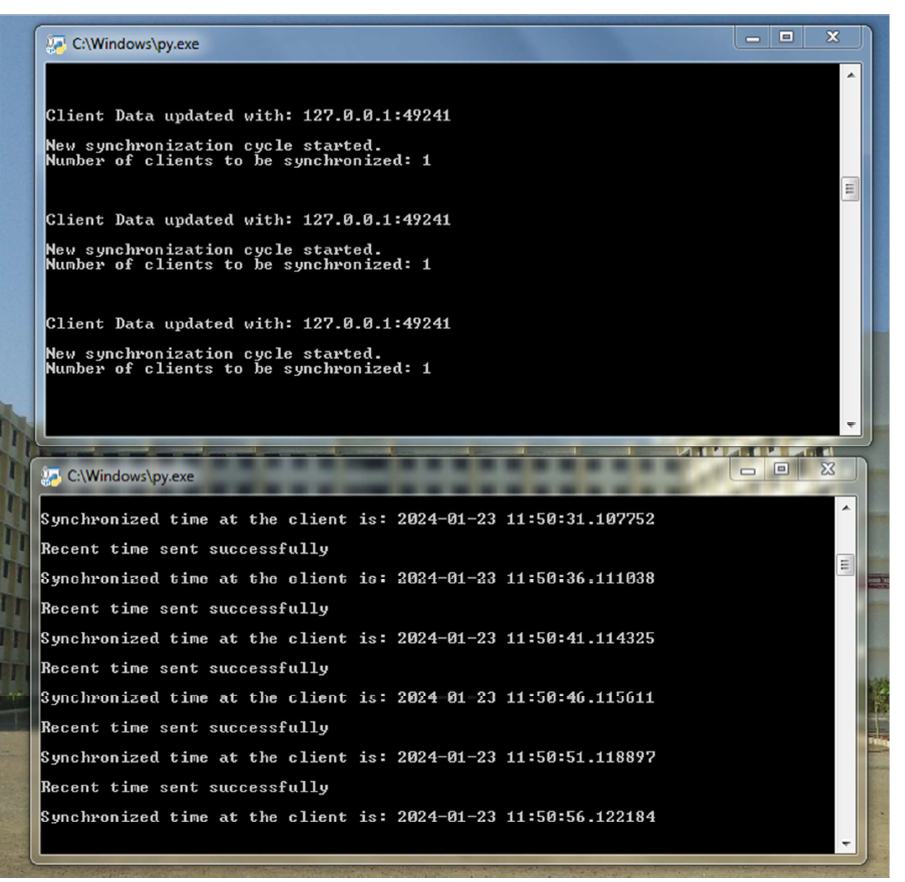 C:\Windows\py.exe
Client Data updated with: 127.0.0.1:49241
New synchronization cycle started.
Number of clients to be synchronized: 1
Client Data updated with: 127.0.0.1:49241
New synchronization cycle started.
Number of clients to be synchronized: 1
Client Data updated with: 127.0.0.1:49241
New synchronization cycle started.
Number of clients to be synchronized: 1
C:\Windows\py.exe
Synchronized time at the client is: 2024-01-23 11:50:31.107752
Recent time sent successfully
Synchronized time at the client is: 2024-01-23 11:50:36.111038
Recent time sent successfully
Synchronized time at the client is: 2024-01-23 11:50:41.114325
Recent time sent successfully
Synchronized time at the client is: 2024-01-23 11:50:46.115611
Recent time sent successfully
Synchronized time at the client is: 2024-01-23 11:50:51.118897
Recent time sent successfully
Synchronized time at the client is: 2024-01-23 11:50:56.122184